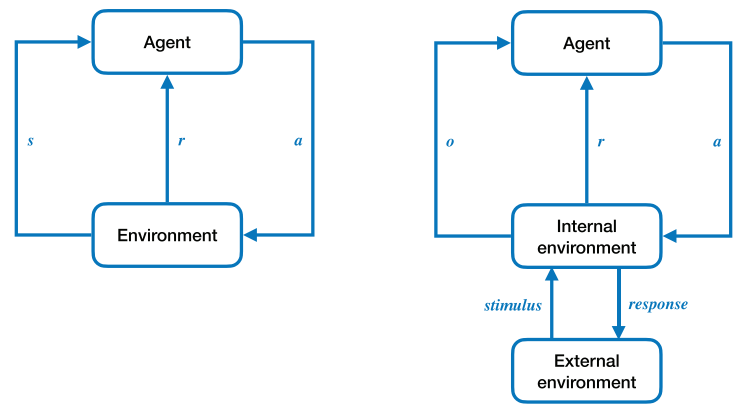 Agent
s
r
a
Environment
Agent
o
r
a
Internal
environment
stimulus
response
External
environment